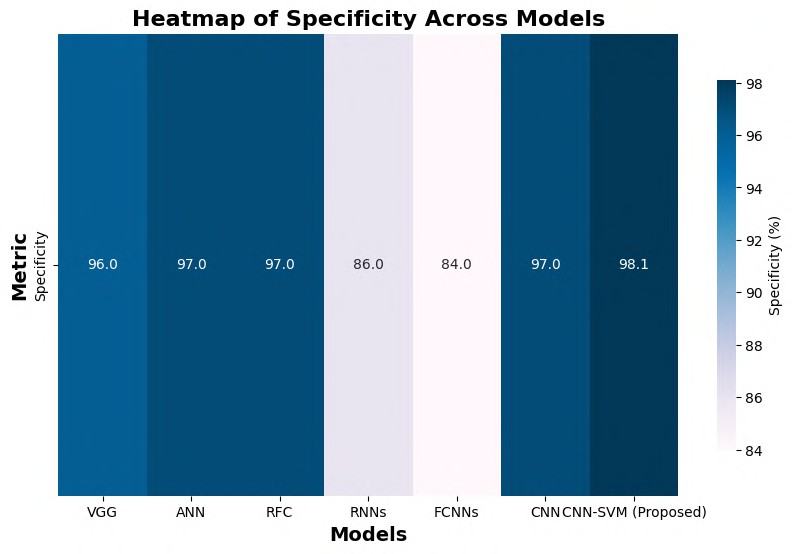 Heatmap of Specificity Across Models
Metric
Specificity
96.0 97.0 97.0 86.0 84.0 97.0 98.1
VGG ANN RFC RNNs FCNNs CNN CNN-SVM (Proposed)
Models
98
96
94
92
90
88
86
84
Specificity (%)